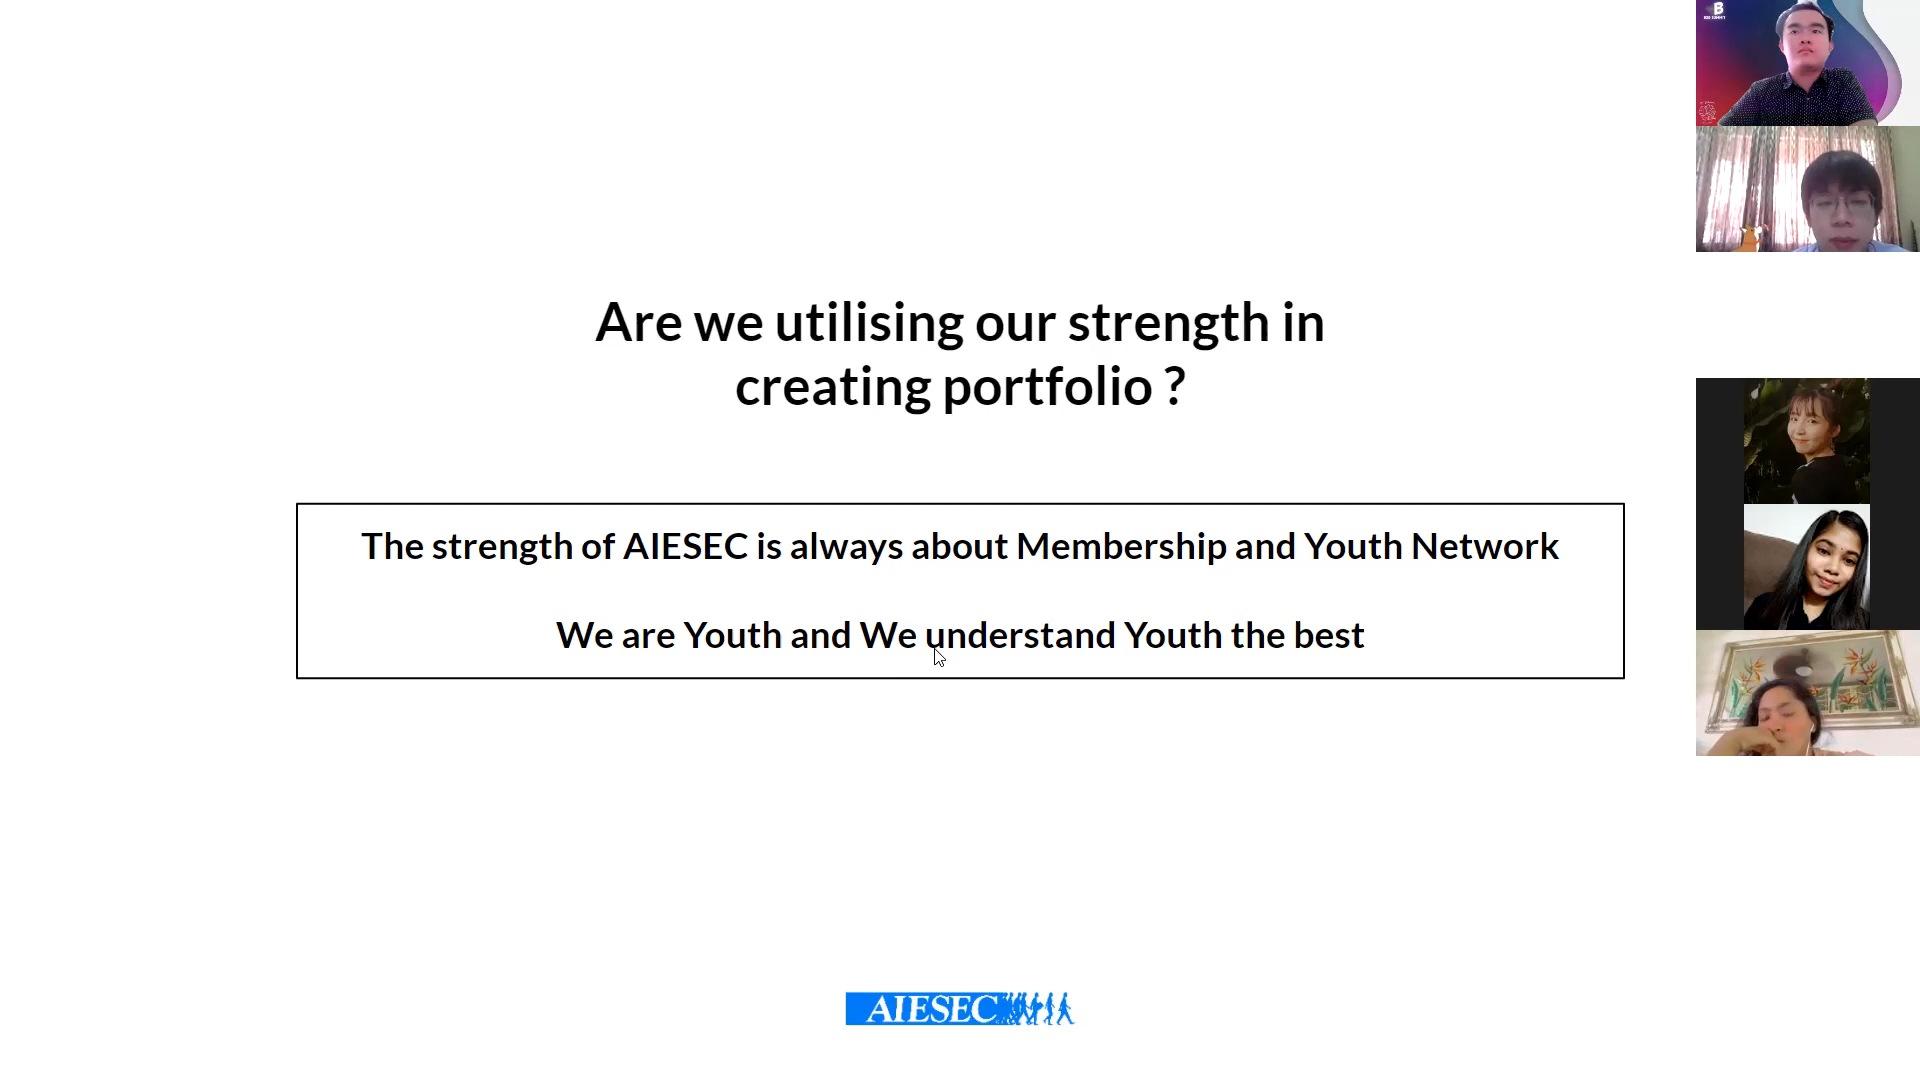 Are we utilising our strength in
creating portfolio ?
The strength of AIESEC is always about Membership and Youth Network
We are Youth and We understand Youth the best
AIESEC
B